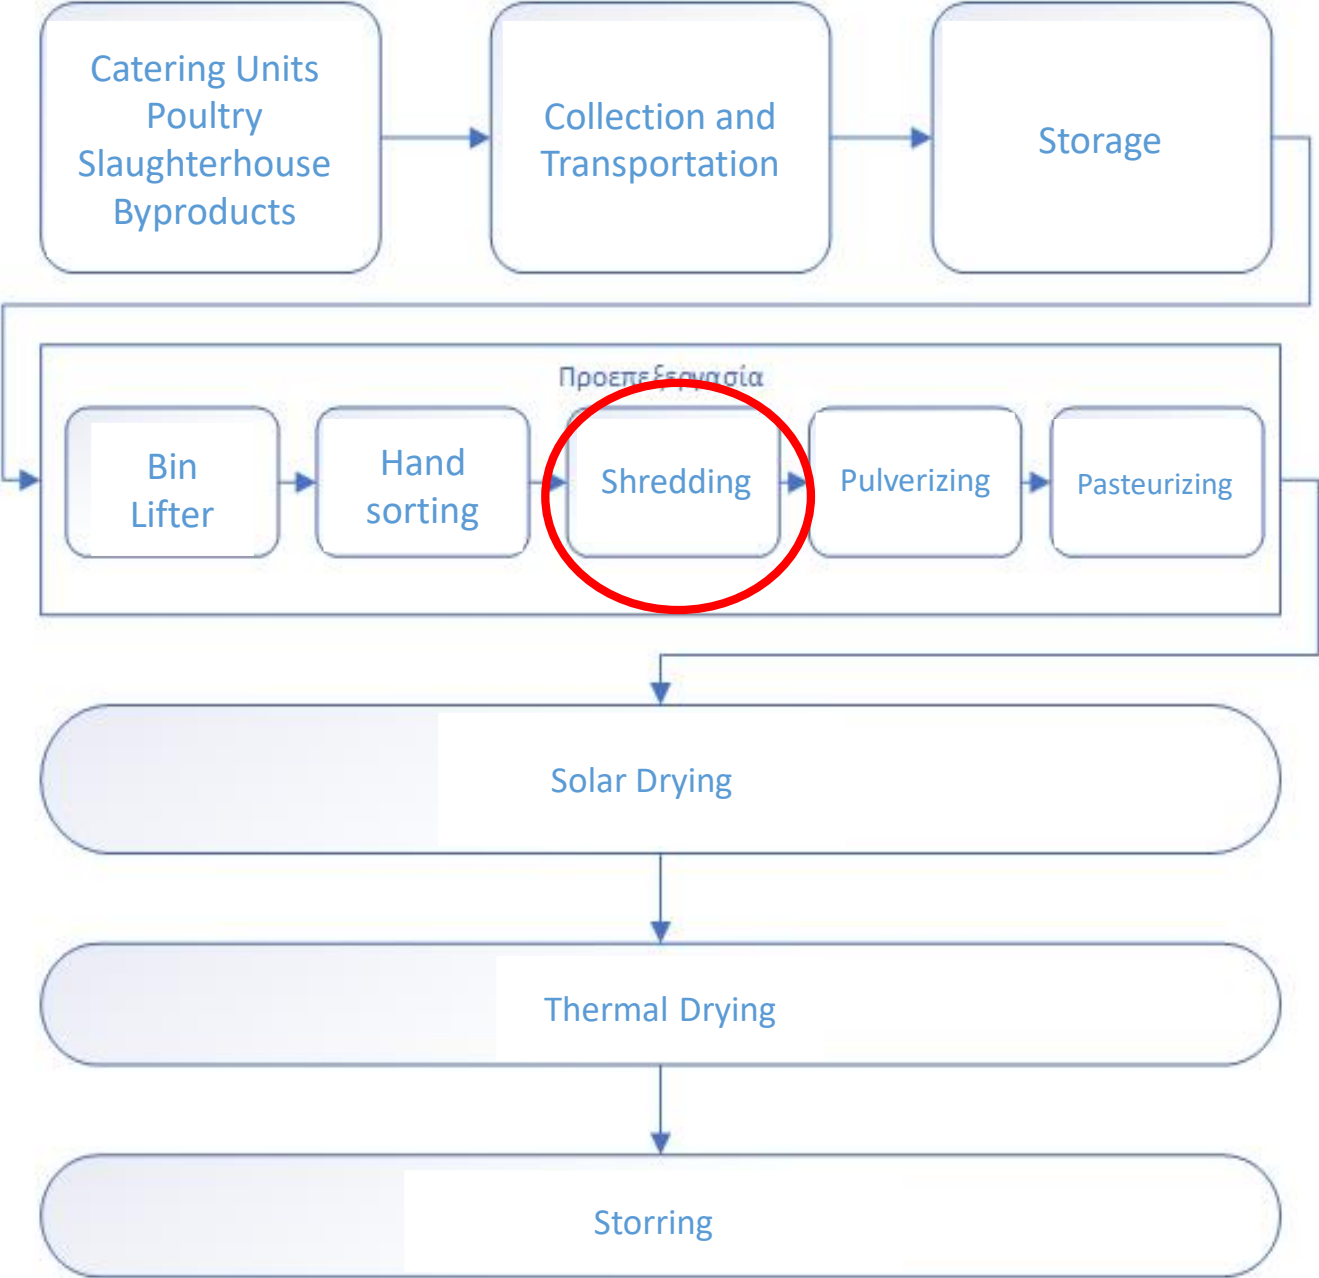 Catering Units
Poultry
Slaughterhouse
Byproducts
Collection and
Transportation
Storage
Προεπεξεργασία
Bin
Lifter
Hand
sorting
Shredding
Pulverizing
Pasteurizing
Solar Drying
Thermal Drying
Storring